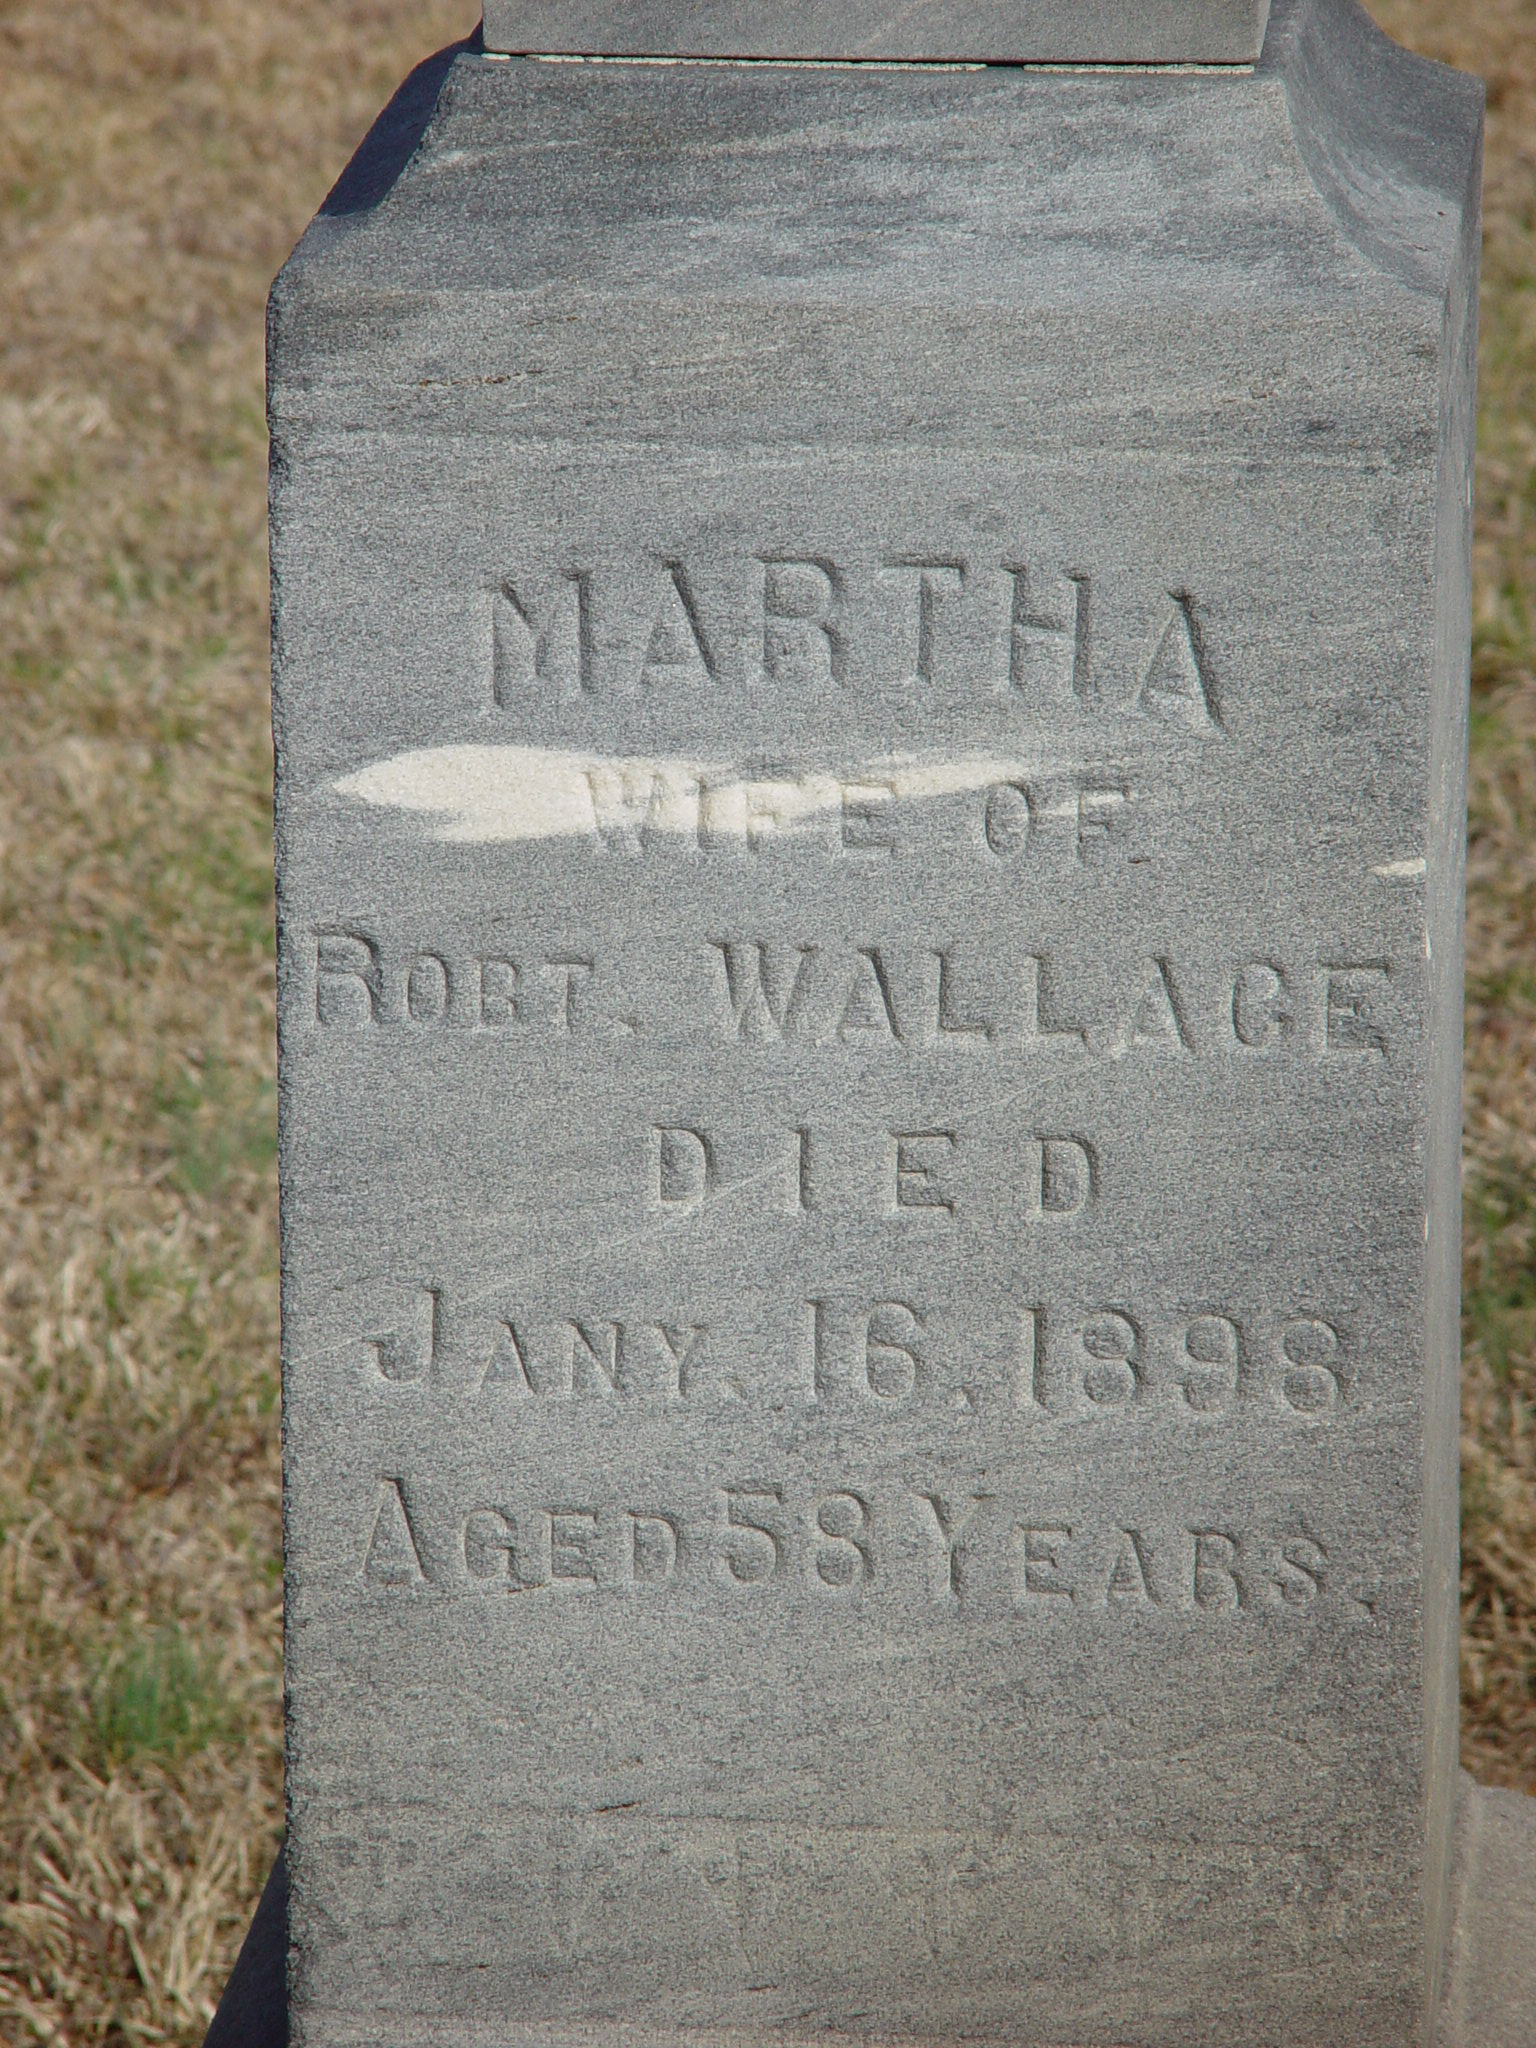 MARTHA
WIFE OF
ROBT. WALLACE
DIED
JANY. 16, 1898
AGED 58 YEARS.